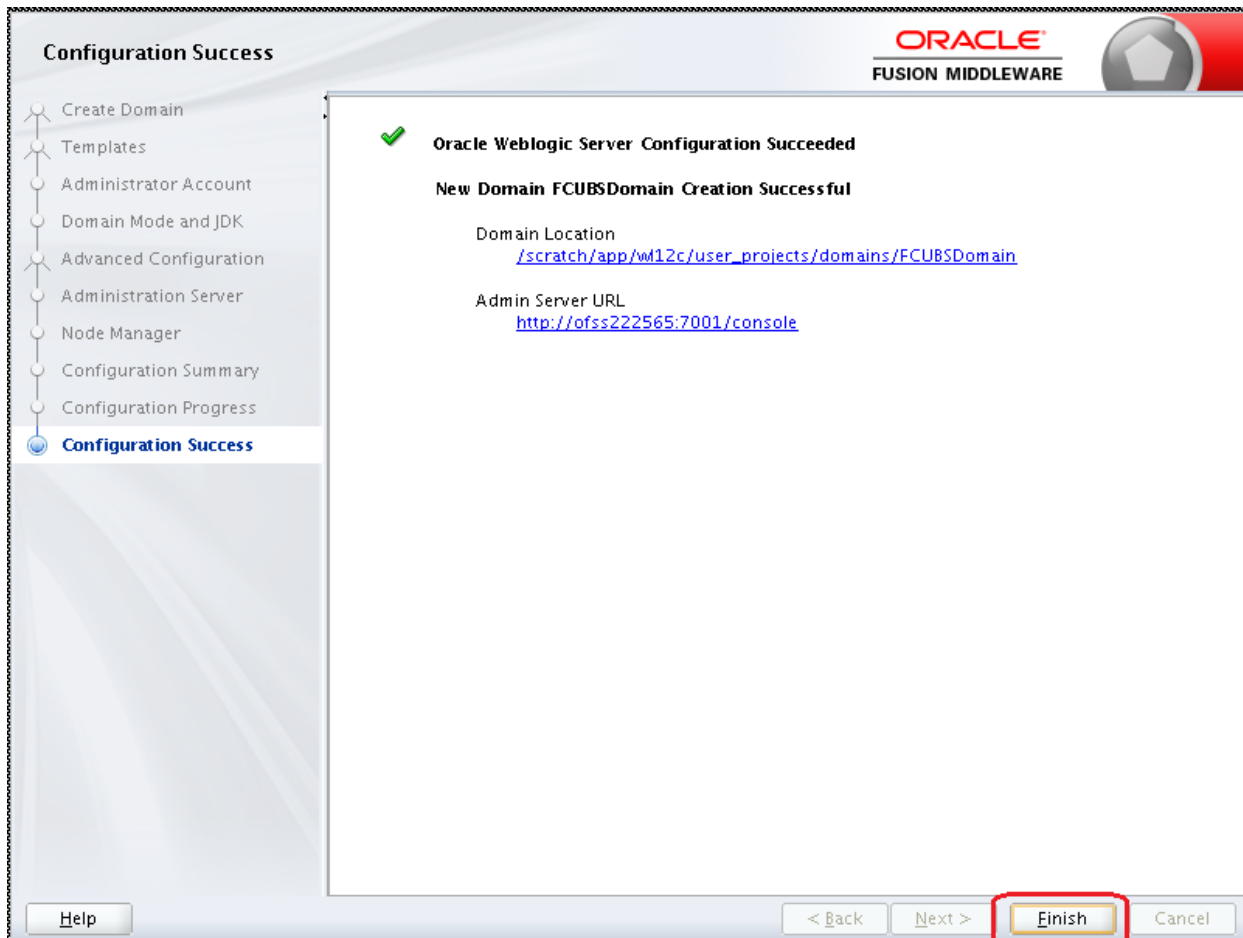 Configuration Success
ORACLE®
FUSION MIDDLEWARE
Create Domain
Templates
Administrator Account
Domain Mode and JDK
Advanced Configuration
Administration Server
Node Manager
Configuration Summary
Configuration Progress
Configuration Success
Oracle Weblogic Server Configuration Succeeded
New Domain FCUBSDomain Creation Successful
Domain Location
/scratch/app/wl12c/user_projects/domains/FCUBSDomain
Admin Server URL
http://ofss222565:7001/console
Help
< Back
Next >
Finish
Cancel